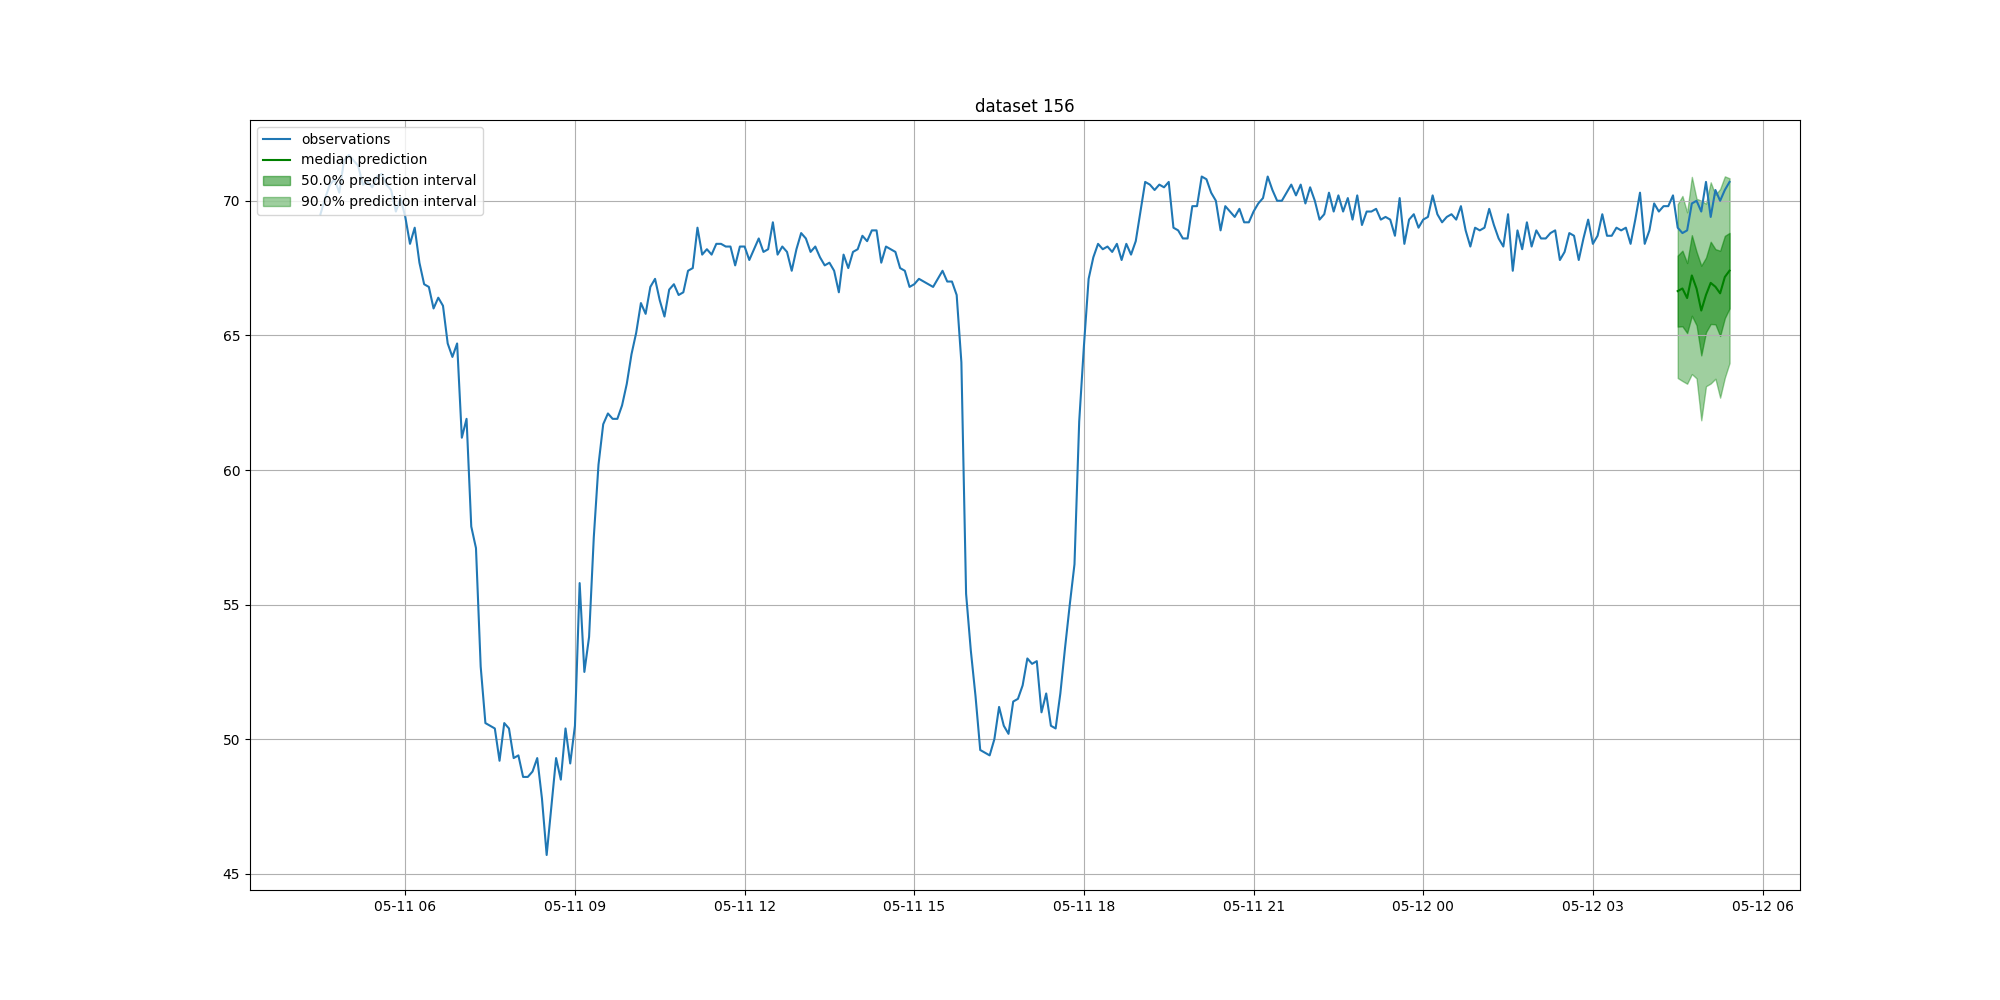 dataset 156
observations
median prediction
50.0% prediction interval
90.0% prediction interval
70
65
60
55
50
45
05-11 06 05-11 09 05-11 12 05-11 15 05-11 18 05-11 21 05-12 00 05-12 03 05-12 06